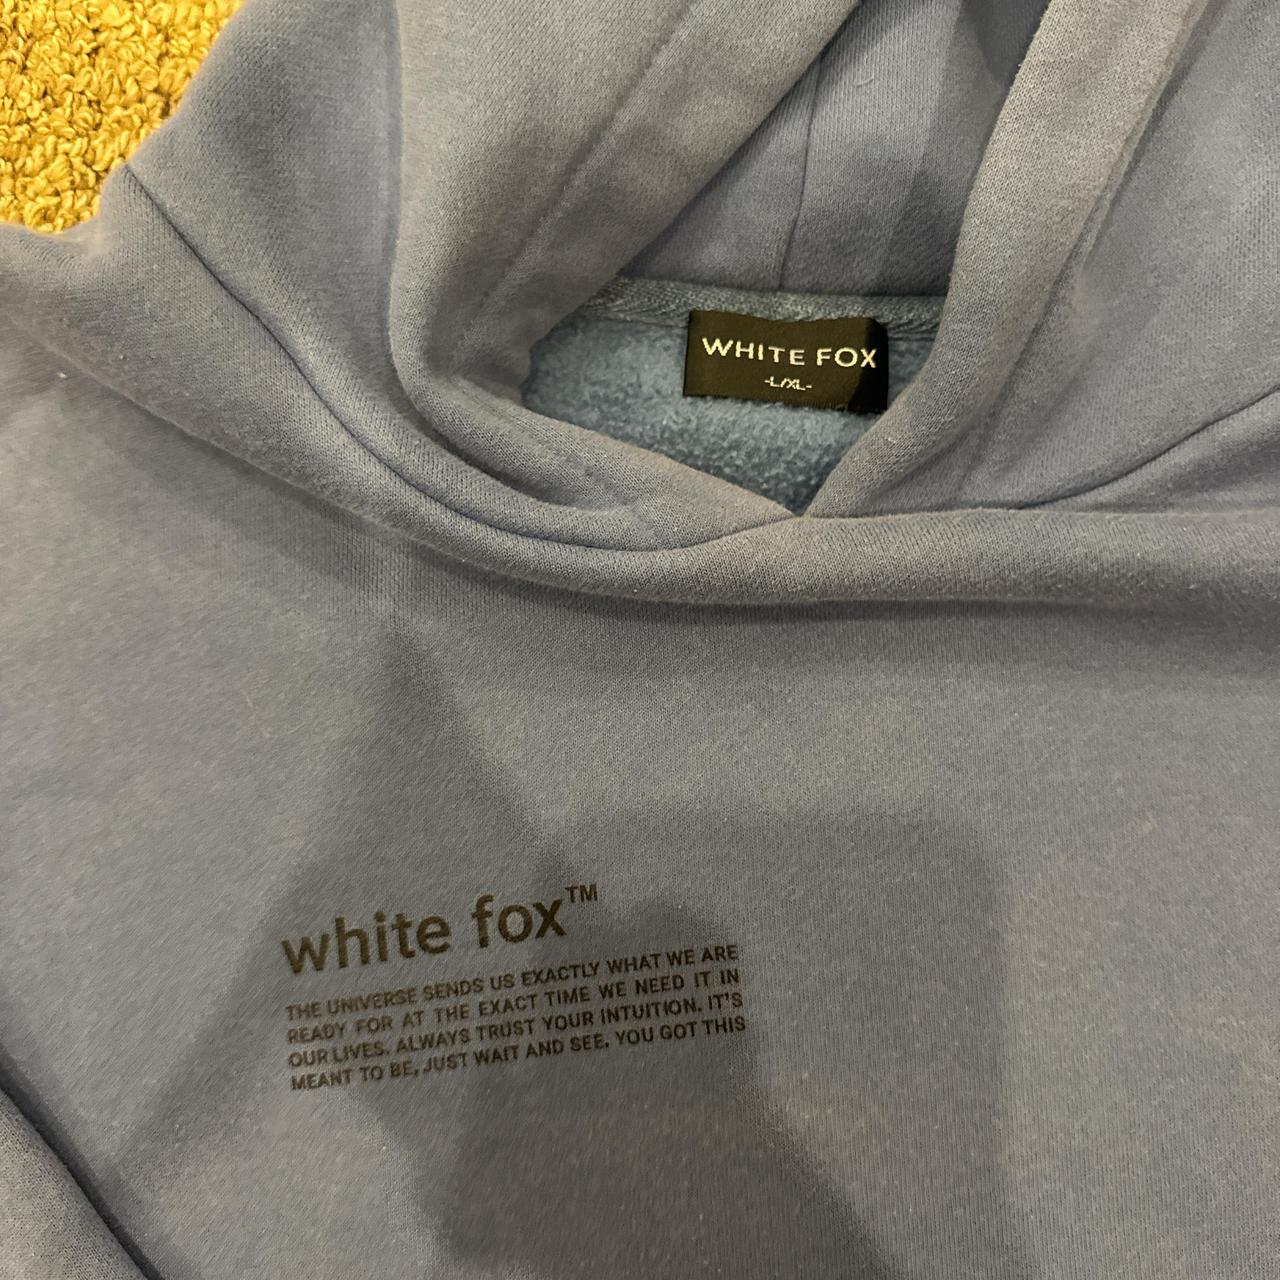 WHITE FOX
-L/XL-
white fox™
THE UNIVERSE SENDS US EXACTLY WHAT WE ARE
READY FOR AT THE EXACT TIME WE NEED IT IN
OUR LIVES. ALWAYS TRUST YOUR INTUITION. IT'S
MEANT TO BE, JUST WAIT AND SEE. YOU GOT THIS